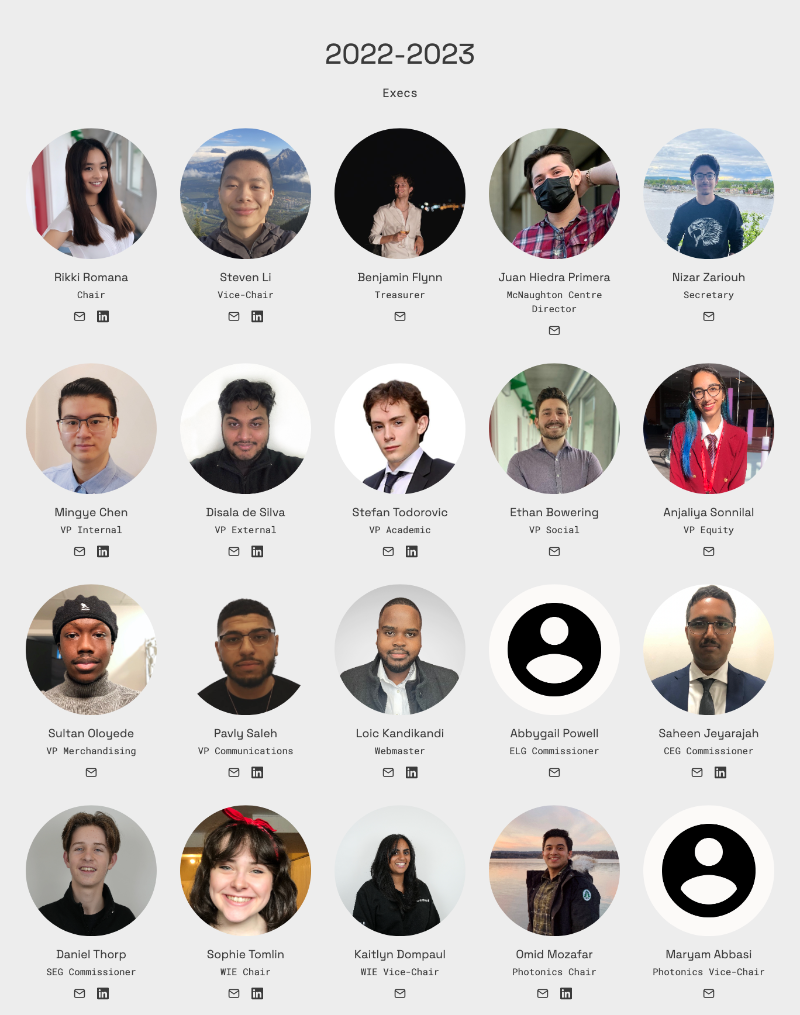 2022-2023
Execs
Rikki Romana
Chair
Steven Li
Vice-Chair
Benjamin Flynn
Treasurer
Juan Hiedra Primera
McNaughton Centre
Director
Nizar Zariouh
Secretary
Mingye Chen
VP Internal
Disala de Silva
VP External
Stefan Todorovic
VP Academic
Ethan Bowering
VP Social
Anjaliya Sonnilal
VP Equity
Sultan Oloyede
VP Merchandising
Pavly Saleh
VP Communications
Loic Kandikandi
Webmaster
Abbygail Powell
ELG Commissioner
Saheen Jeyarajah
CEG Commissioner
Daniel Thorp
SEG Commissioner
Sophie Tomlin
WIE Chair
Kaitlyn Dompaul
WIE Vice-Chair
Omid Mozafar
Photonics Chair
Maryam Abbasi
Photonics Vice-Chair